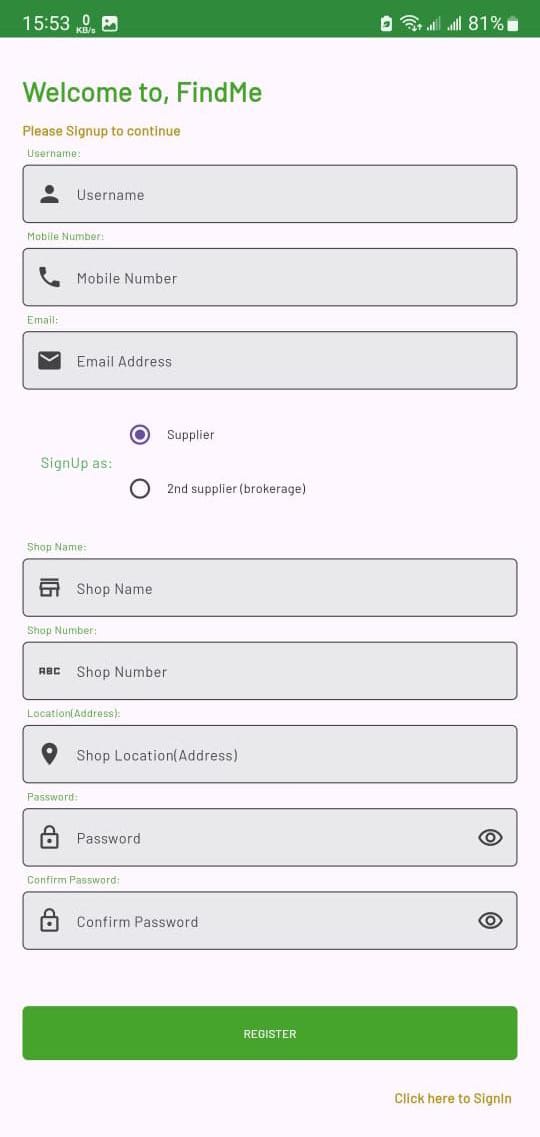 15:53 0 KB/s 81%
Welcome to, FindMe
Please Signup to continue
Username:
Username
Mobile Number:
Mobile Number
Email:
Email Address
Supplier
SignUp as:
2nd supplier (brokerage)
Shop Name:
Shop Name
Shop Number:
ABC Shop Number
Location(Address):
Shop Location(Address)
Password:
Password
Confirm Password:
Confirm Password
REGISTER
Click here to SignIn